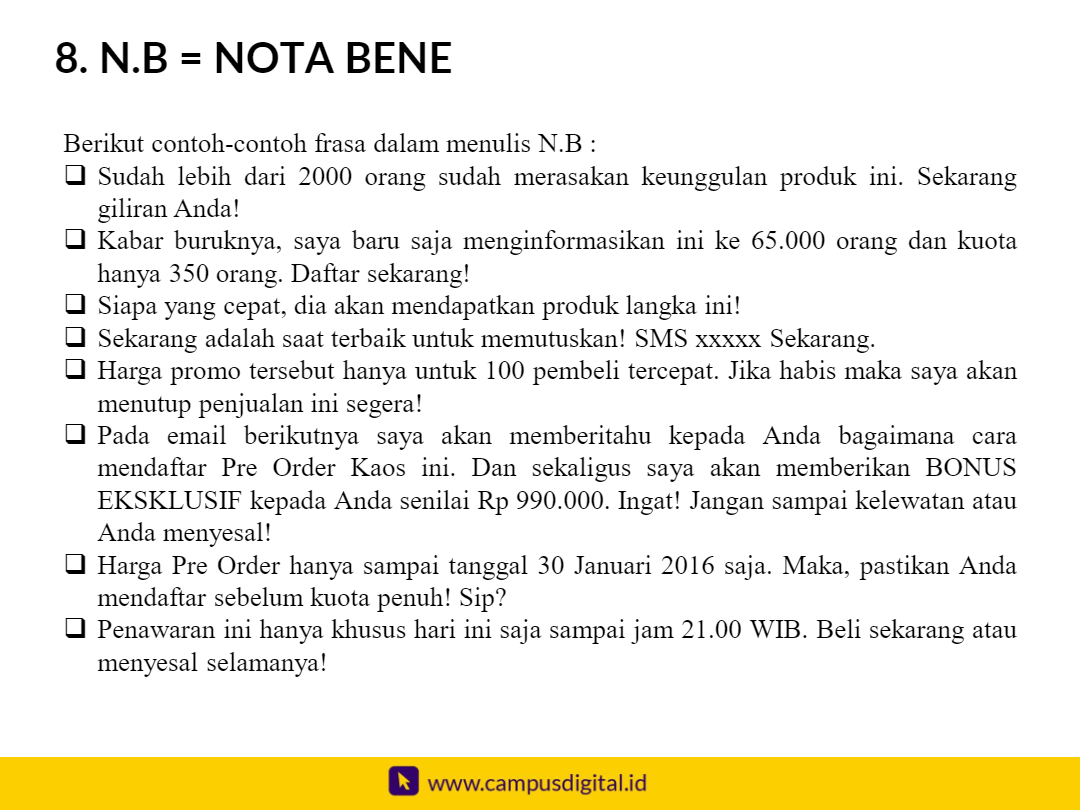 8. N.B = NOTA BENE
Berikut contoh-contoh frasa dalam menulis N.B :
❑ Sudah lebih dari 2000 orang sudah merasakan keunggulan produk ini. Sekarang
giliran Anda!
❑ Kabar buruknya, saya baru saja menginformasikan ini ke 65.000 orang dan kuota
hanya 350 orang. Daftar sekarang!
❑ Siapa yang cepat, dia akan mendapatkan produk langka ini!
❑ Sekarang adalah saat terbaik untuk memutuskan! SMS xxxxx Sekarang.
❑ Harga promo tersebut hanya untuk 100 pembeli tercepat. Jika habis maka saya akan
menutup penjualan ini segera!
❑ Pada email berikutnya saya akan memberitahu kepada Anda bagaimana cara
mendaftar Pre Order Kaos ini. Dan sekaligus saya akan memberikan BONUS
EKSKLUSIF kepada Anda senilai Rp 990.000. Ingat! Jangan sampai kelewatan atau
Anda menyesal!
❑ Harga Pre Order hanya sampai tanggal 30 Januari 2016 saja. Maka, pastikan Anda
mendaftar sebelum kuota penuh! Sip?
❑ Penawaran ini hanya khusus hari ini saja sampai jam 21.00 WIB. Beli sekarang atau
menyesal selamanya!
www.campusdigital.id